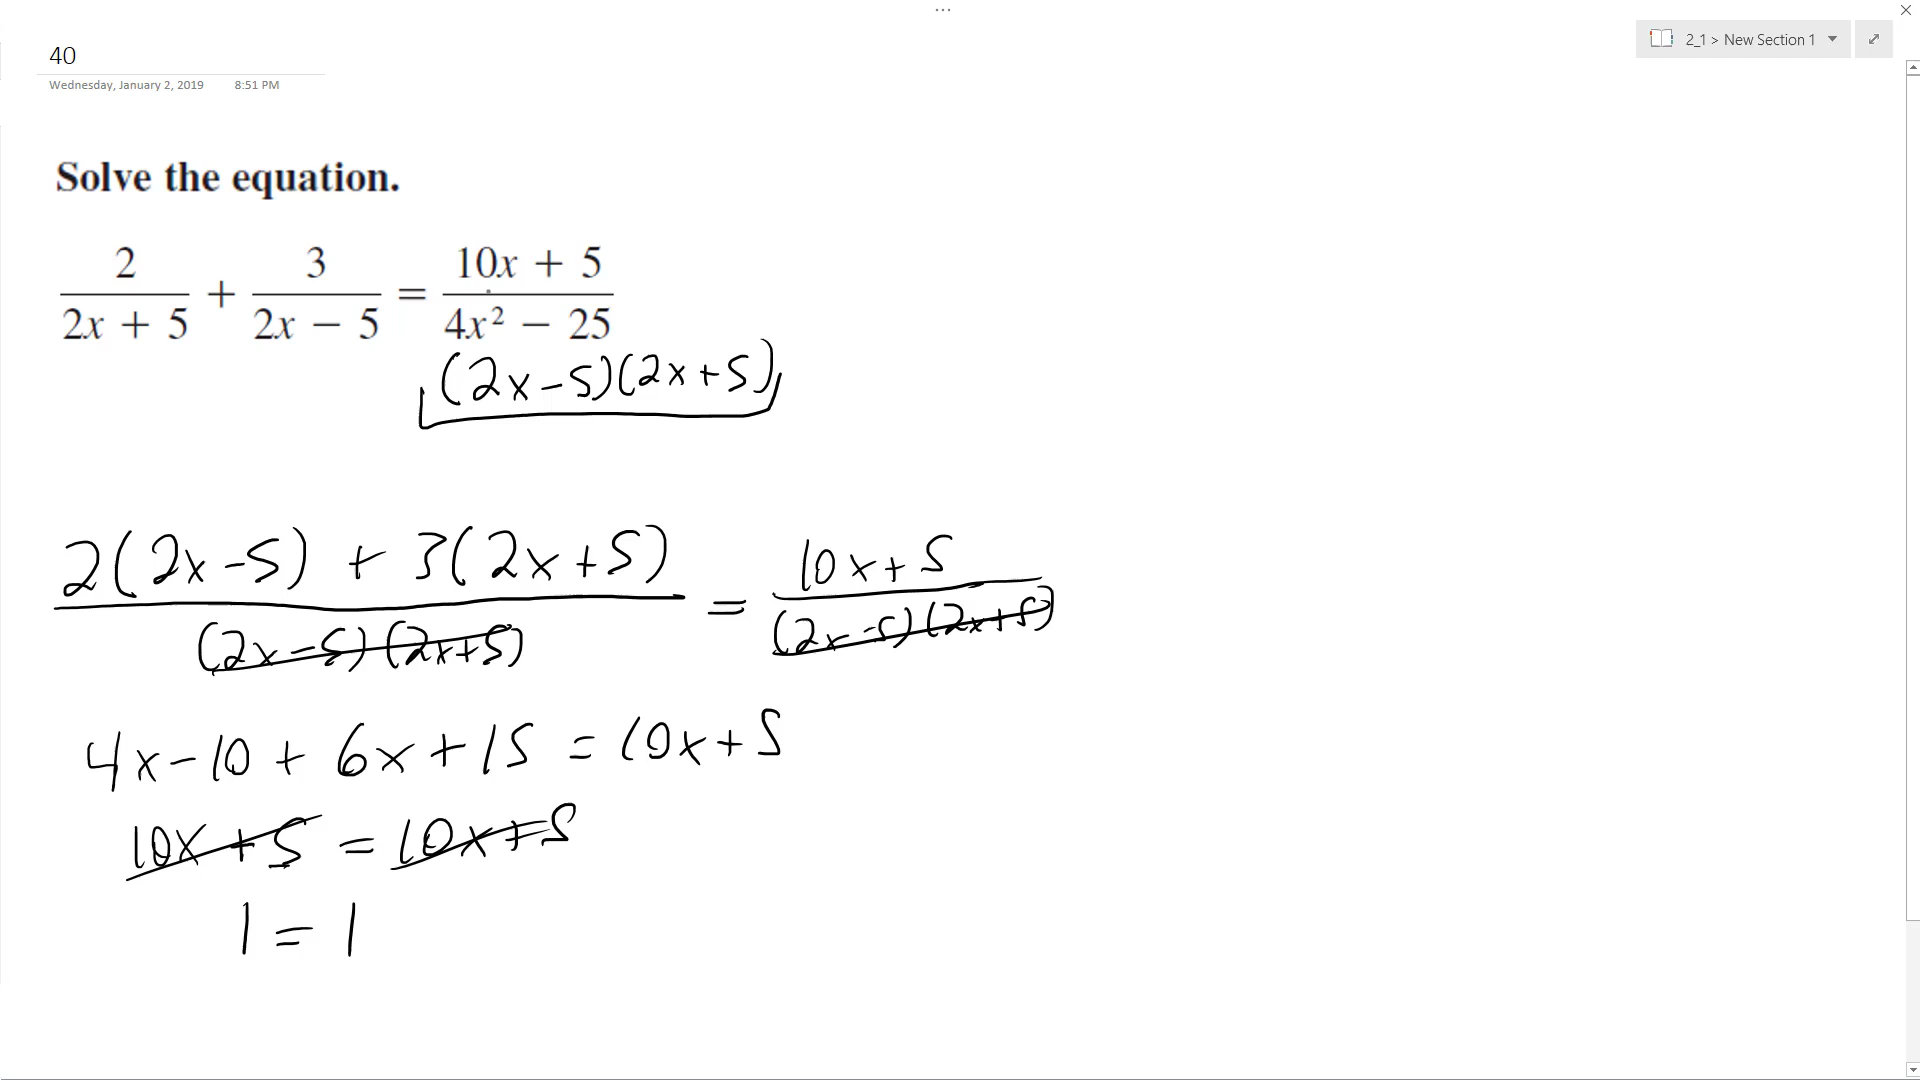 ...
40
2_1 > New Section 1
Wednesday, January 2, 2019 8:51 PM
Solve the equation.
2/(2x + 5) + 3/(2x − 5) = (10x + 5)/(4x² − 25)
(2x-5)(2x+5)
(2(2x-5) + 3(2x+5))/((2x-5)(2x+5)) = (10x+5)/((2x-5)(2x+5))
4x-10 + 6x+15 = 10x+5
10x+5 = 10x+5
1 = 1